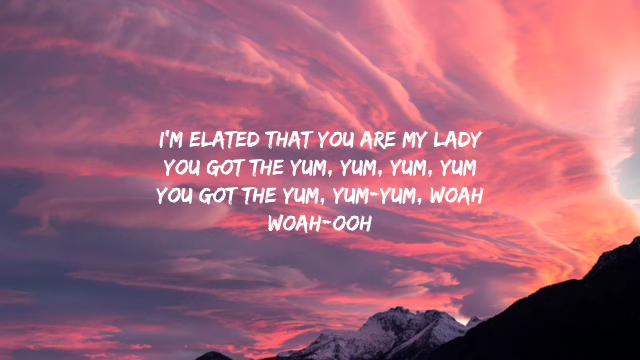 I'M ELATED THAT YOU ARE MY LADY
YOU GOT THE YUM, YUM, YUM, YUM
YOU GOT THE YUM, YUM-YUM, WOAH
WOAH-OOH